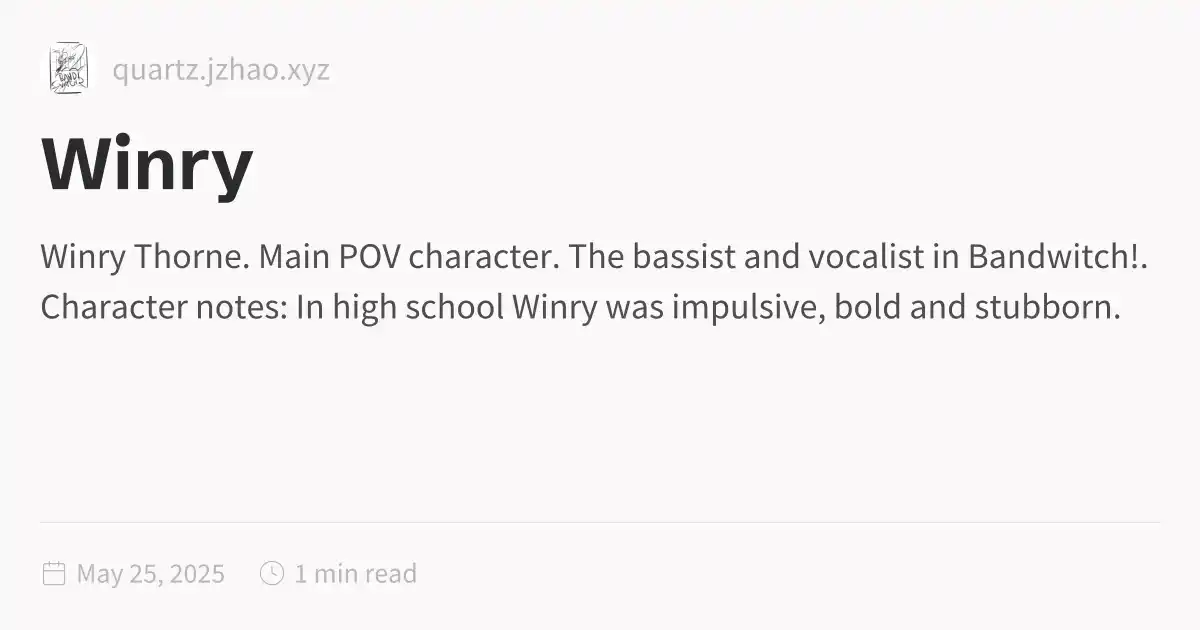 quartz.jzhao.xyz
Winry
Winry Thorne. Main POV character. The bassist and vocalist in Bandwitch!.
Character notes: In high school Winry was impulsive, bold and stubborn.
May 25, 2025 1 min read